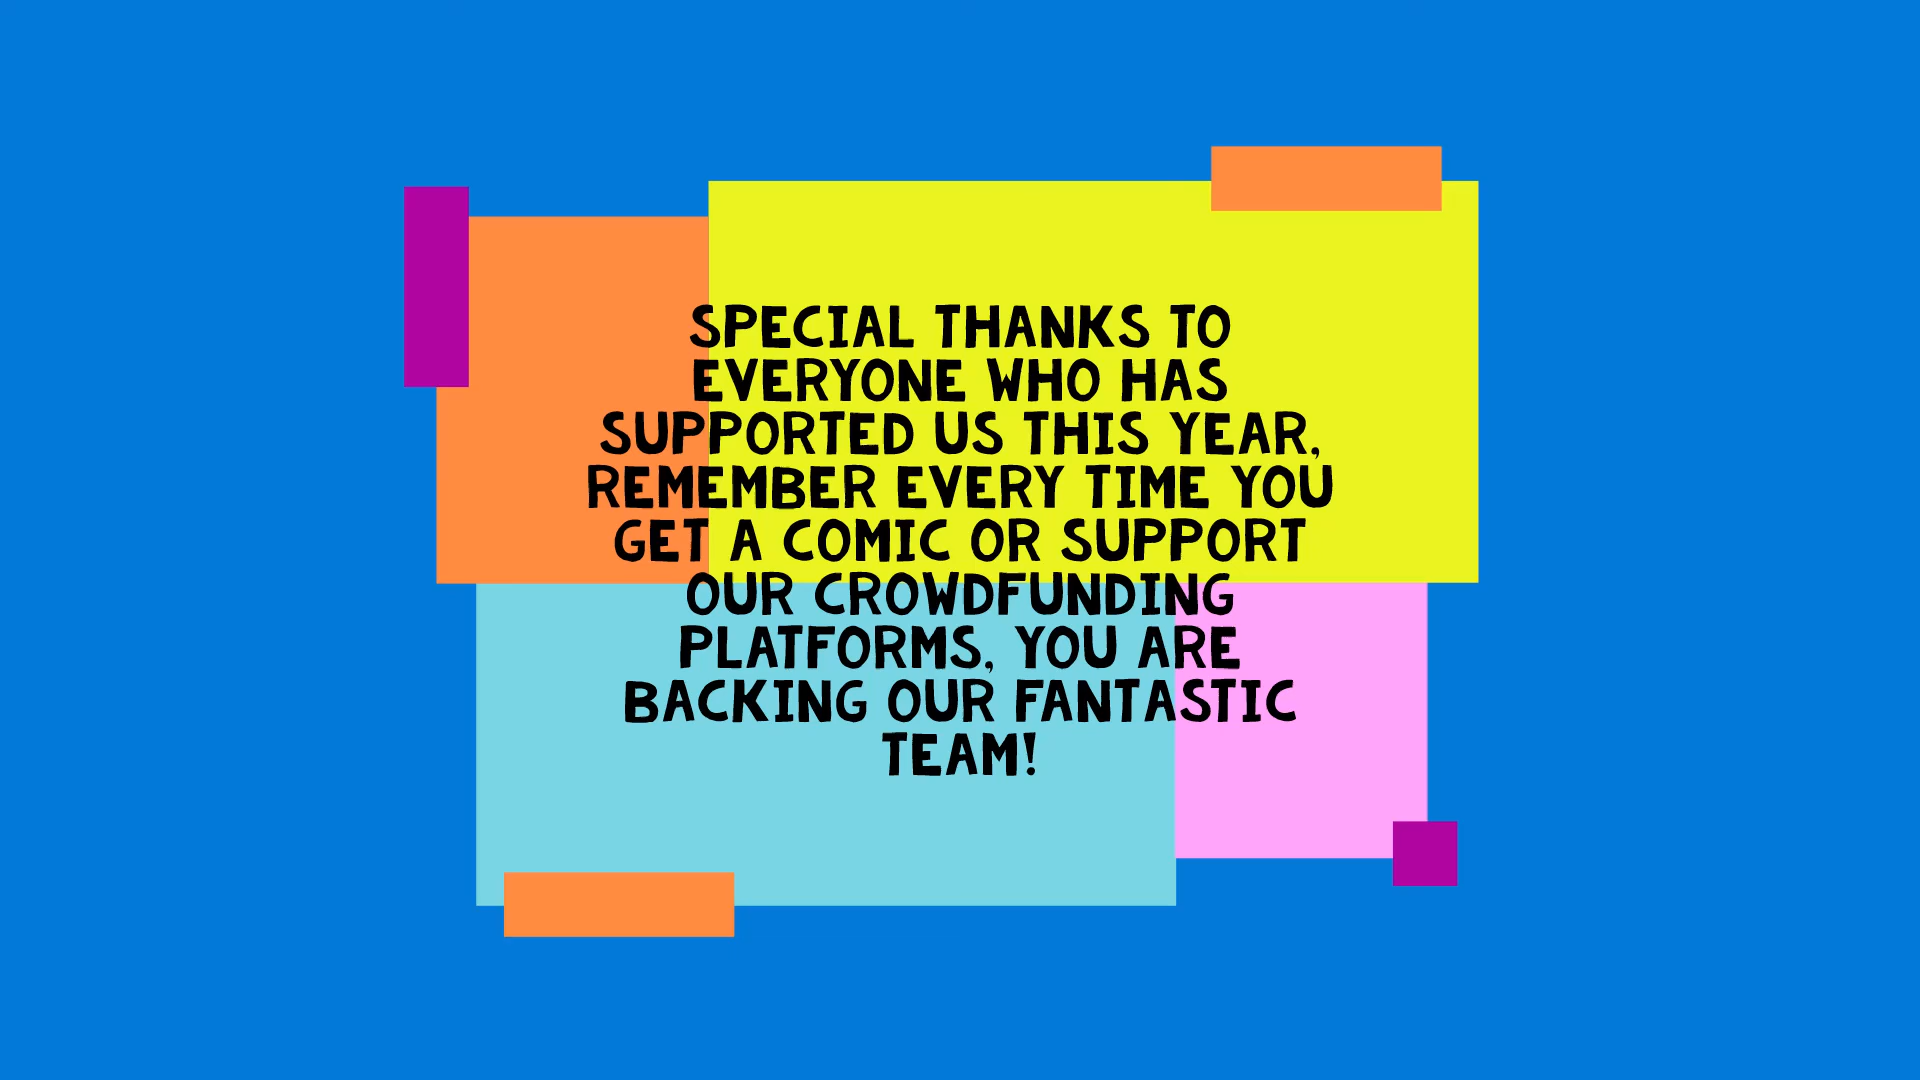 SPECIAL THANKS TO
EVERYONE WHO HAS
SUPPORTED US THIS YEAR,
REMEMBER EVERY TIME YOU
GET A COMIC OR SUPPORT
OUR CROWDFUNDING
PLATFORMS, YOU ARE
BACKING OUR FANTASTIC
TEAM!